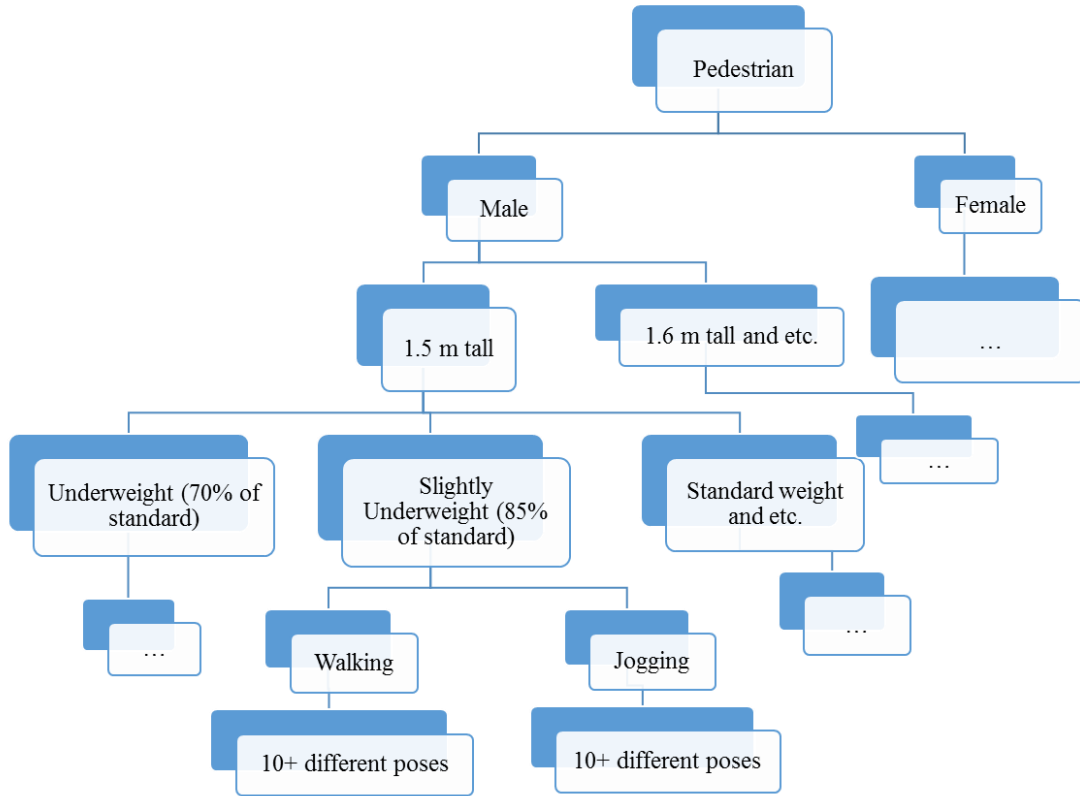 Pedestrian
Male
Female
1.5 m tall
1.6 m tall and etc.
…
Underweight (70% of
standard)
Slightly
Underweight (85%
of standard)
Standard weight
and etc.
…
…
…
Walking
Jogging
10+ different poses
10+ different poses